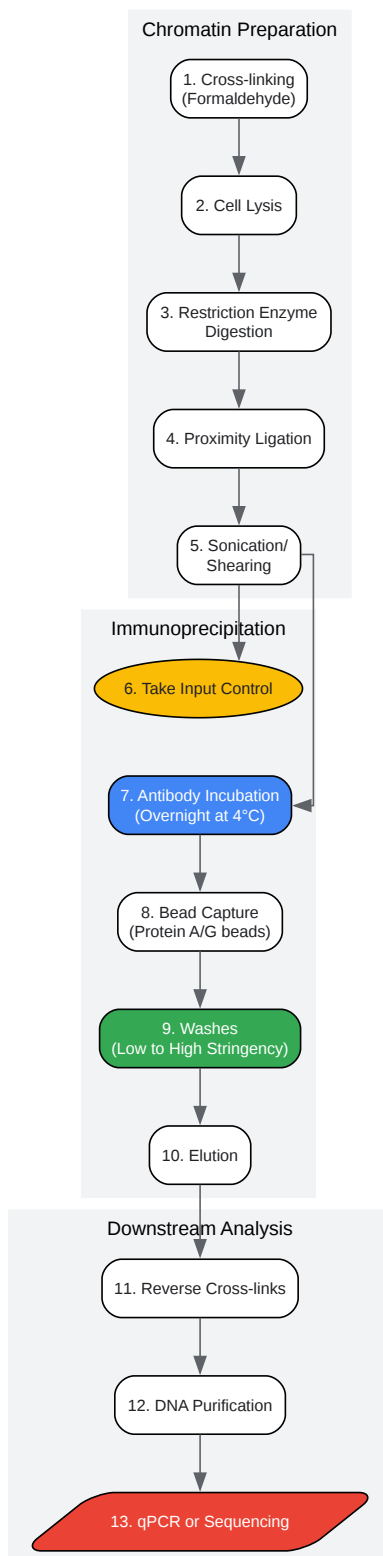 Chromatin Preparation
1. Cross-linking
(Formaldehyde)
2. Cell Lysis
3. Restriction Enzyme
Digestion
4. Proximity Ligation
5. Sonication/
Shearing
Immunoprecipitation
6. Take Input Control
7. Antibody Incubation
(Overnight at 4°C)
8. Bead Capture
(Protein A/G beads)
9. Washes
(Low to High Stringency)
10. Elution
Downstream Analysis
11. Reverse Cross-links
12. DNA Purification
13. qPCR or Sequencing